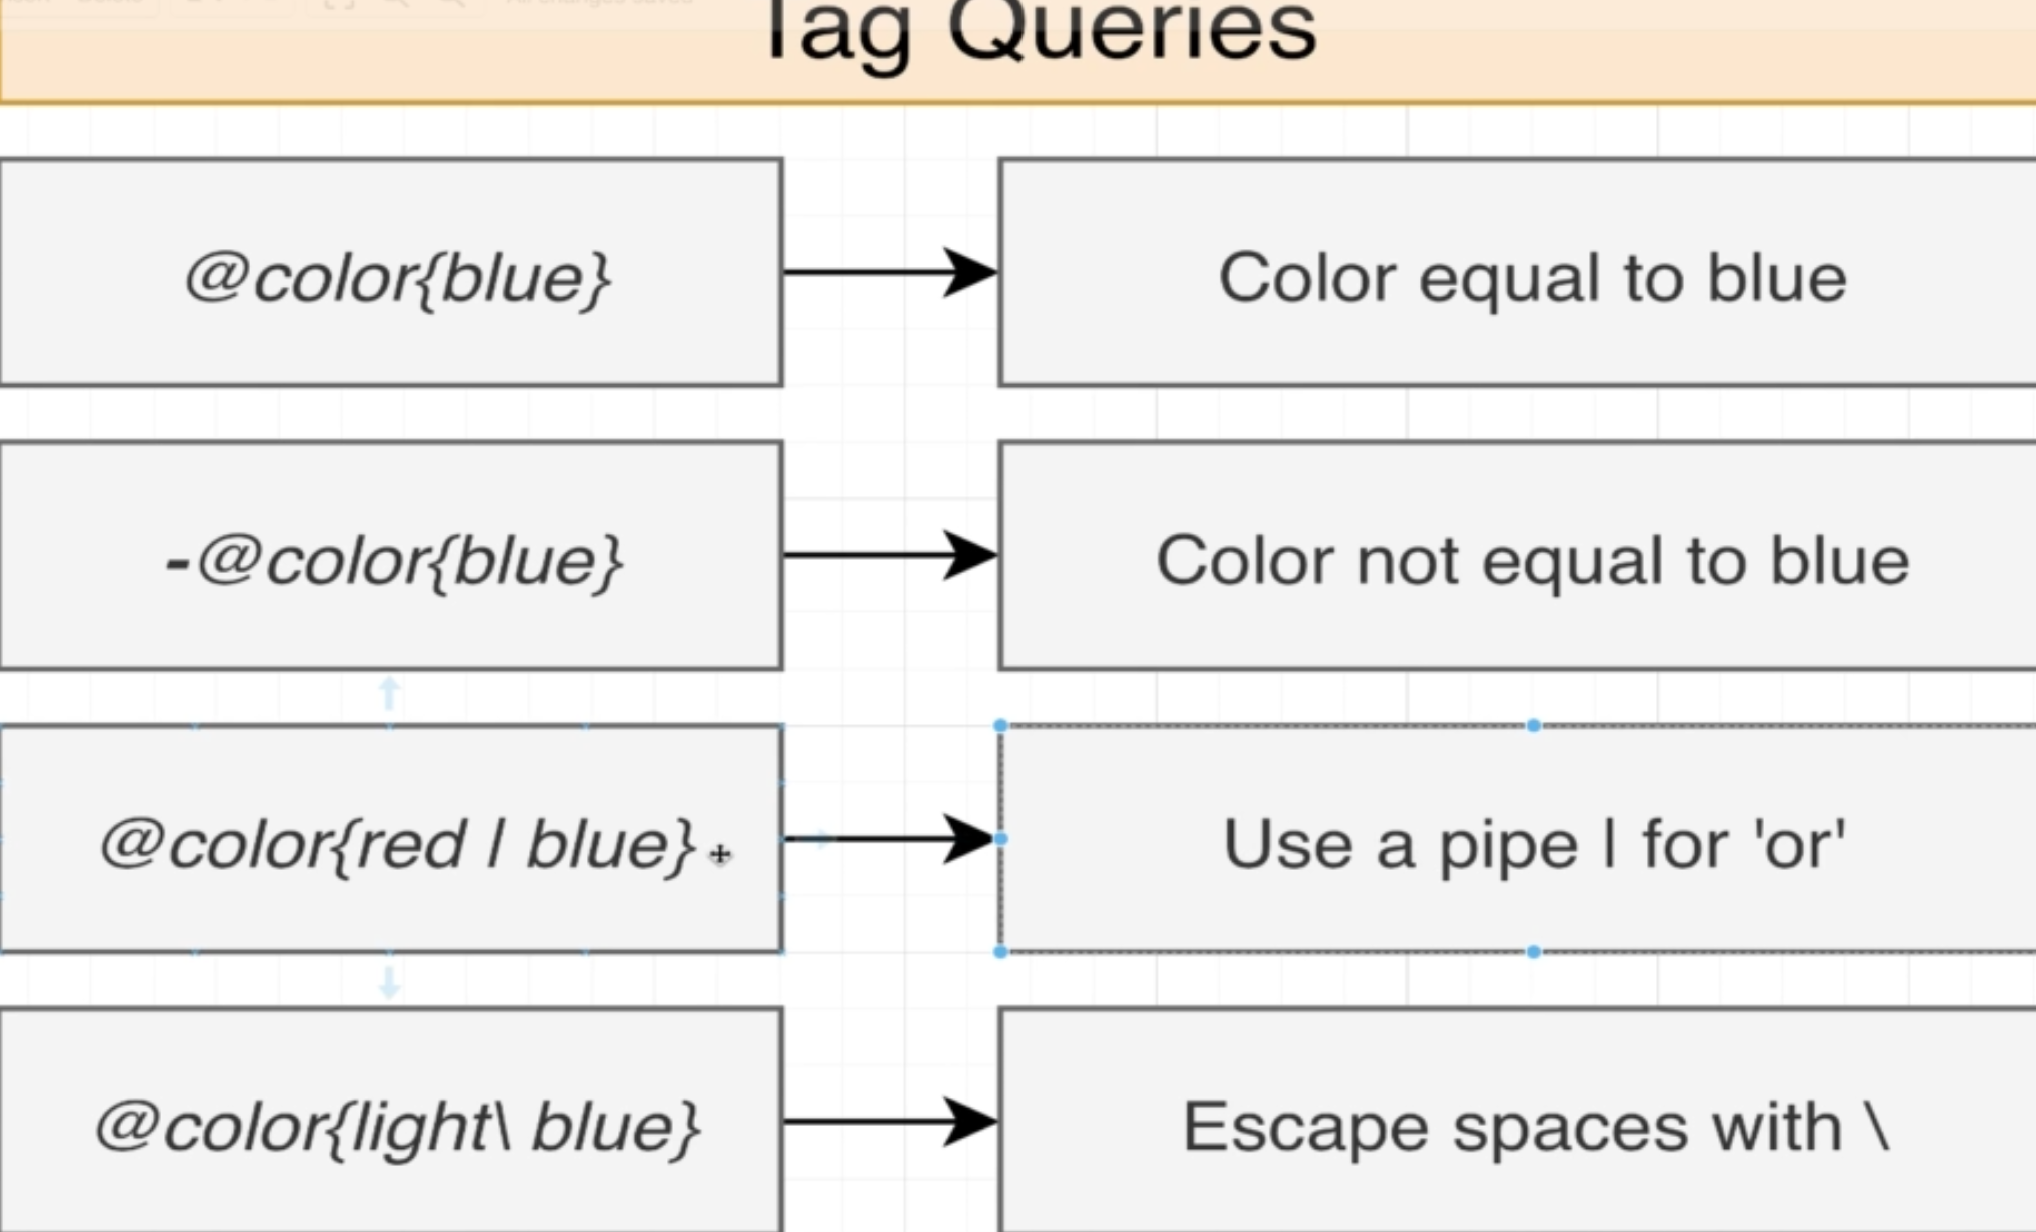 Tag Queries
@color{blue}
Color equal to blue
-@color{blue}
Color not equal to blue
@color{red | blue}
Use a pipe | for 'or'
@color{light\ blue}
Escape spaces with \